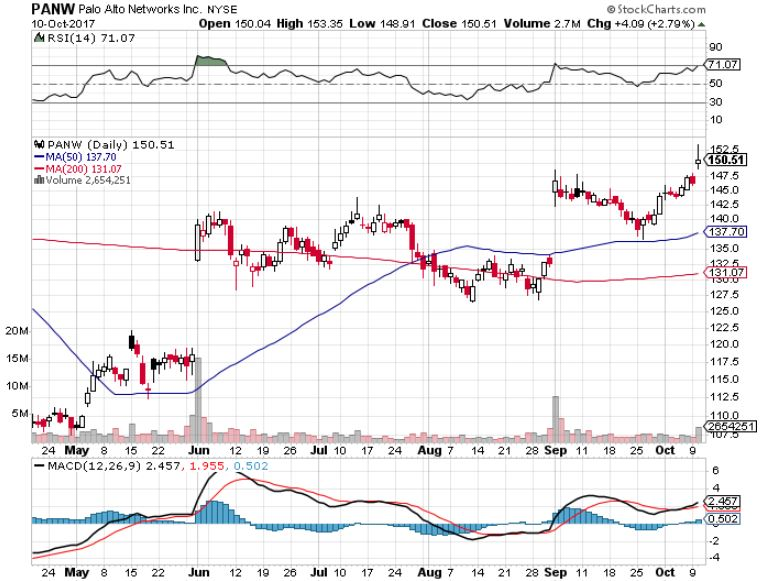 PANW Palo Alto Networks Inc. NYSE © StockCharts.com
10-Oct-2017 Open 150.04 High 153.35 Low 148.91 Close 150.51 Volume 2.7M Chg +4.09 (+2.79%)
RSI(14) 71.07
90
71.07
50
30
10
PANW (Daily) 150.51
MA(50) 137.70
MA(200) 131.07
Volume 2,654,251
152.5
150.51
147.5
145.0
142.5
140.0
137.70
135.0
132.5
131.07
130.0
127.5
125.0
122.5
120.0
117.5
115.0
112.5
110.0
2654251
107.5
20M
15M
10M
5M
24 May 8 15 22 Jun 12 19 26 Jul 10 17 24 Aug 7 14 21 28 Sep 11 18 25 Oct 9
MACD(12,26,9) 2.457, 1.955, 0.502
6
4
2.457
0.502
-2
-4
24 May 8 15 22 Jun 12 19 26 Jul 10 17 24 Aug 7 14 21 28 Sep 11 18 25 Oct 9